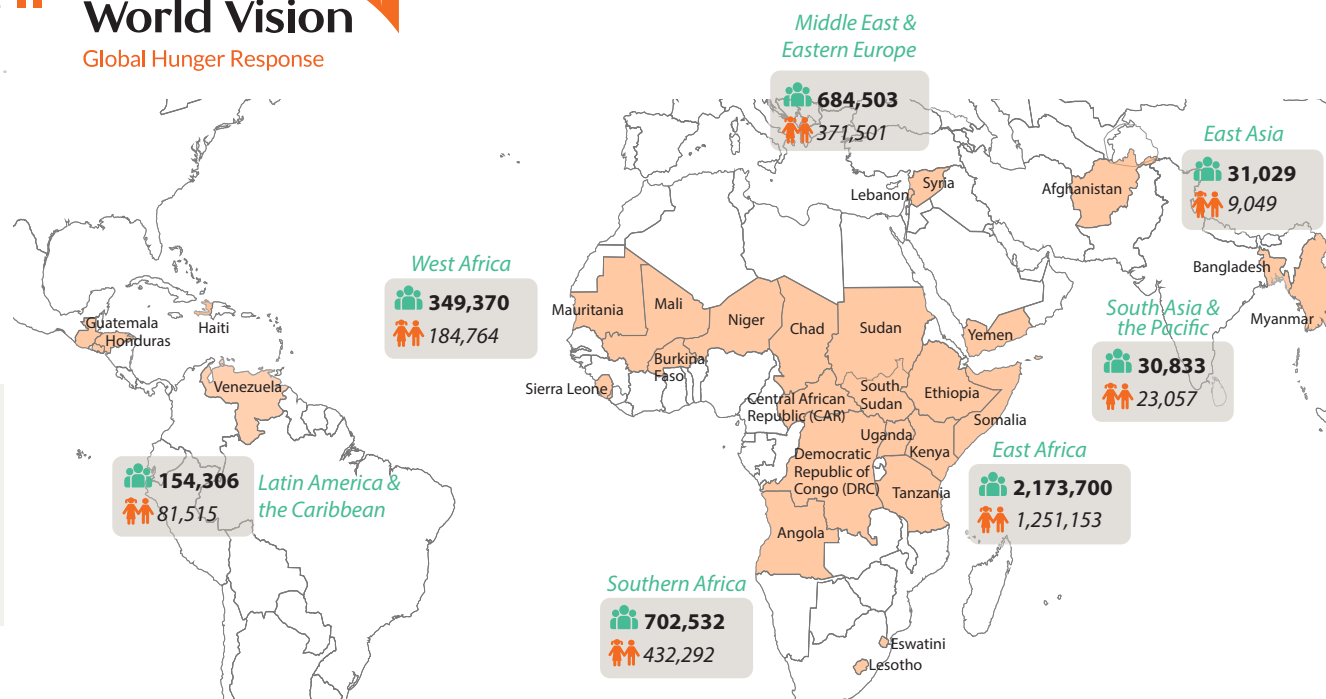 World Vision
Global Hunger Response
Middle East &
Eastern Europe
684,503
371,501
East Asia
31,029
9,049
West Africa
349,370
184,764
South Asia &
the Pacific
30,833
23,057
Latin America &
the Caribbean
154,306
81,515
East Africa
2,173,700
1,251,153
Southern Africa
702,532
432,292
Guatemala
Honduras
Haiti
Venezuela
Mauritania
Mali
Niger
Chad
Sudan
Burkina
Faso
Sierra Leone
Central African
Republic (CAR)
South
Sudan
Ethiopia
Somalia
Uganda
Kenya
Democratic
Republic of
Congo (DRC)
Tanzania
Angola
Eswatini
Lesotho
Lebanon
Syria
Afghanistan
Yemen
Bangladesh
Myanmar